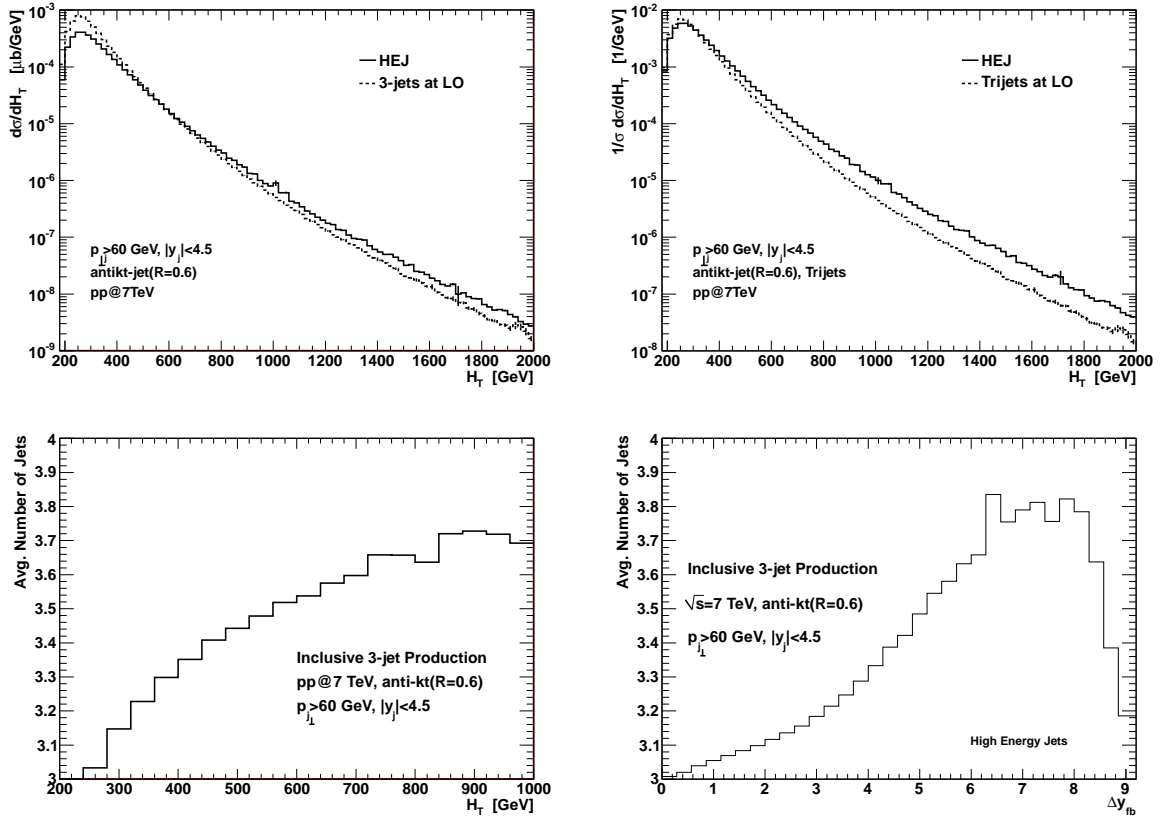 10⁻³
10⁻⁴
10⁻⁵
10⁻⁶
10⁻⁷
10⁻⁸
10⁻⁹
dσ/dH_T [μb/GeV]
HEJ
3-jets at LO
p_⊥j>60 GeV, |y_j|<4.5
antikt-jet(R=0.6)
pp@7TeV
200 400 600 800 1000 1200 1400 1600 1800 2000
H_T [GeV]
10⁻²
10⁻³
10⁻⁴
10⁻⁵
10⁻⁶
10⁻⁷
10⁻⁸
1/σ dσ/dH_T [1/GeV]
HEJ
Trijets at LO
p_⊥j>60 GeV, |y_j|<4.5
antikt-jet(R=0.6), Trijets
pp@7TeV
200 400 600 800 1000 1200 1400 1600 1800 2000
H_T [GeV]
4
3.9
3.8
3.7
3.6
3.5
3.4
3.3
3.2
3.1
3
Avg. Number of Jets
Inclusive 3-jet Production
pp@7 TeV, anti-kt(R=0.6)
p_j⊥>60 GeV, |y_j|<4.5
200 300 400 500 600 700 800 900 1000
H_T [GeV]
4
3.9
3.8
3.7
3.6
3.5
3.4
3.3
3.2
3.1
3
Avg. Number of Jets
Inclusive 3-jet Production
√s=7 TeV, anti-kt(R=0.6)
p_j⊥>60 GeV, |y_j|<4.5
High Energy Jets
0 1 2 3 4 5 6 7 8 9
Δy_fb